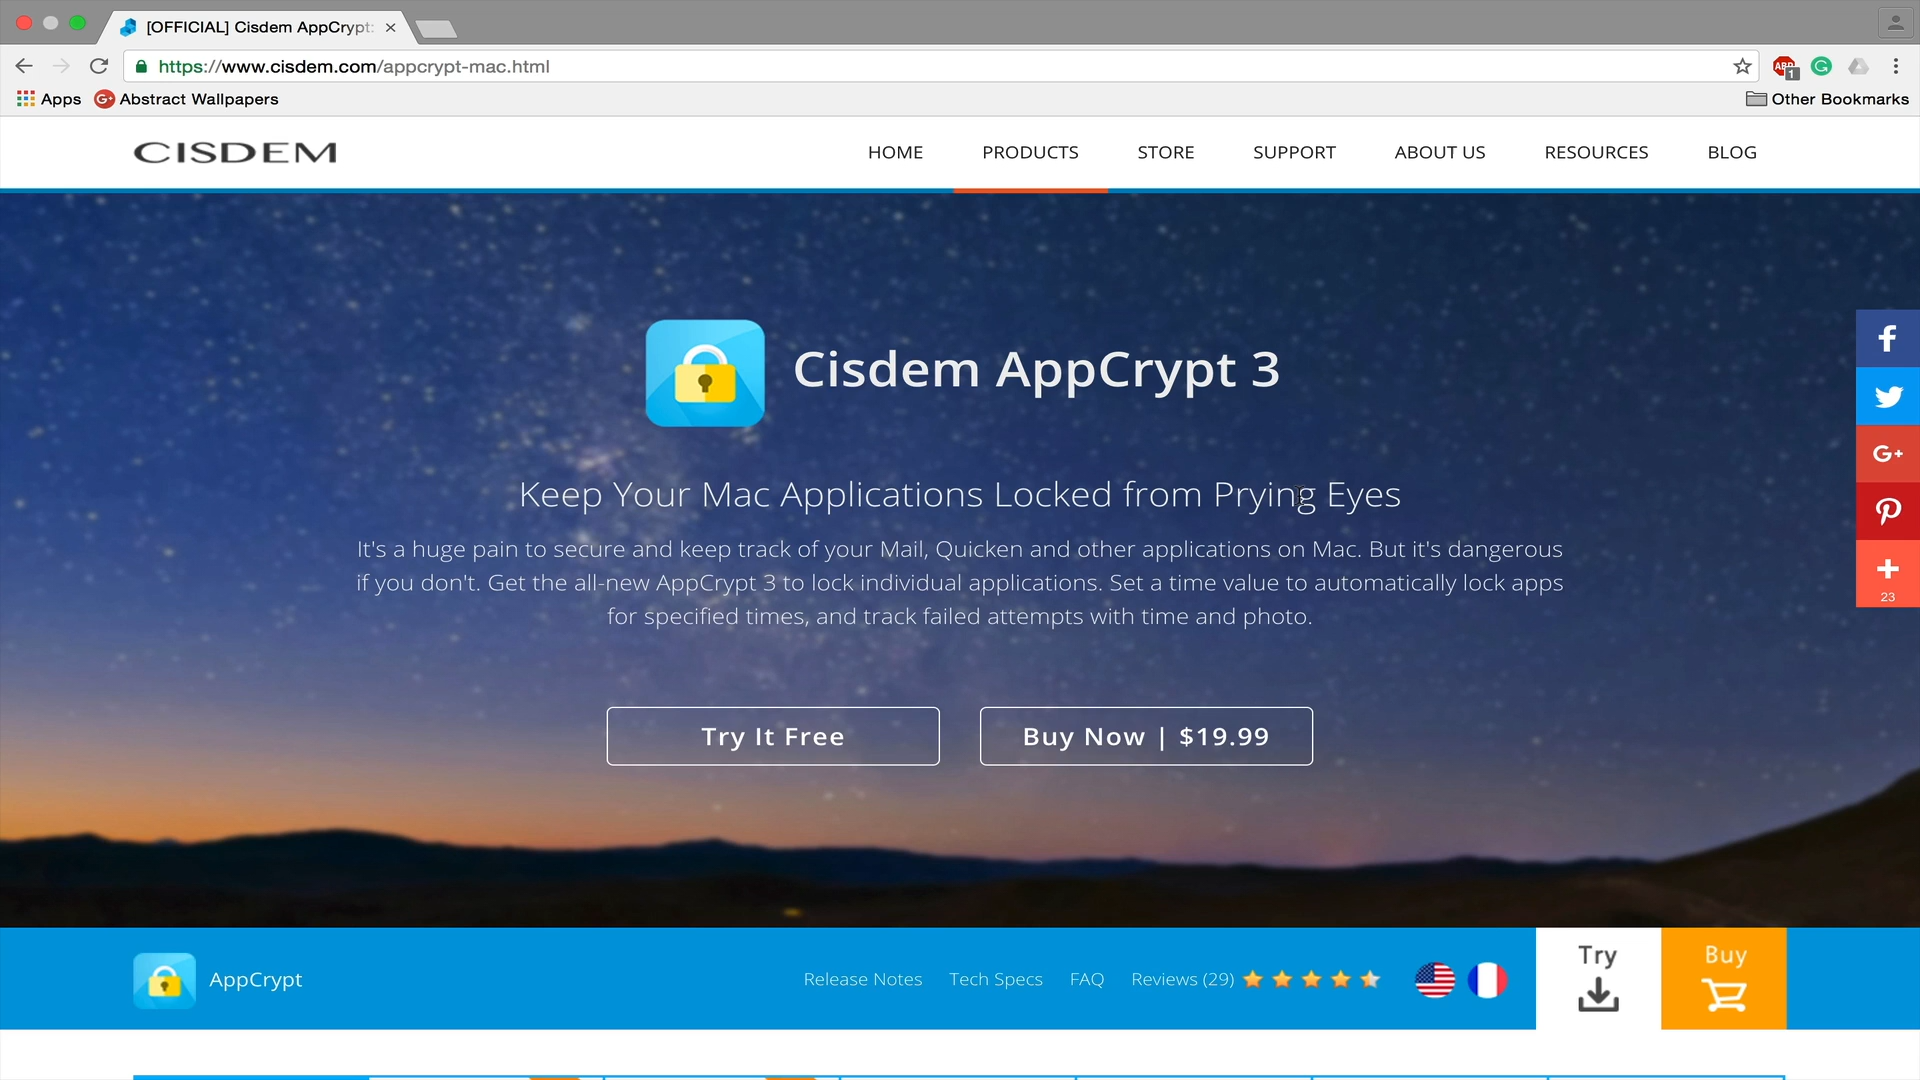 [OFFICIAL] Cisdem AppCrypt:
https://www.cisdem.com/appcrypt-mac.html
ABP
1
G
Apps
G+ Abstract Wallpapers
Other Bookmarks
CISDEM
HOME
PRODUCTS
STORE
SUPPORT
ABOUT US
RESOURCES
BLOG
Cisdem AppCrypt 3
Keep Your Mac Applications Locked from Prying Eyes
It's a huge pain to secure and keep track of your Mail, Quicken and other applications on Mac. But it's dangerous
if you don't. Get the all-new AppCrypt 3 to lock individual applications. Set a time value to automatically lock apps
for specified times, and track failed attempts with time and photo.
Try It Free
Buy Now | $19.99
G+
23
AppCrypt
Release Notes
Tech Specs
FAQ
Reviews (29)
Try
Buy